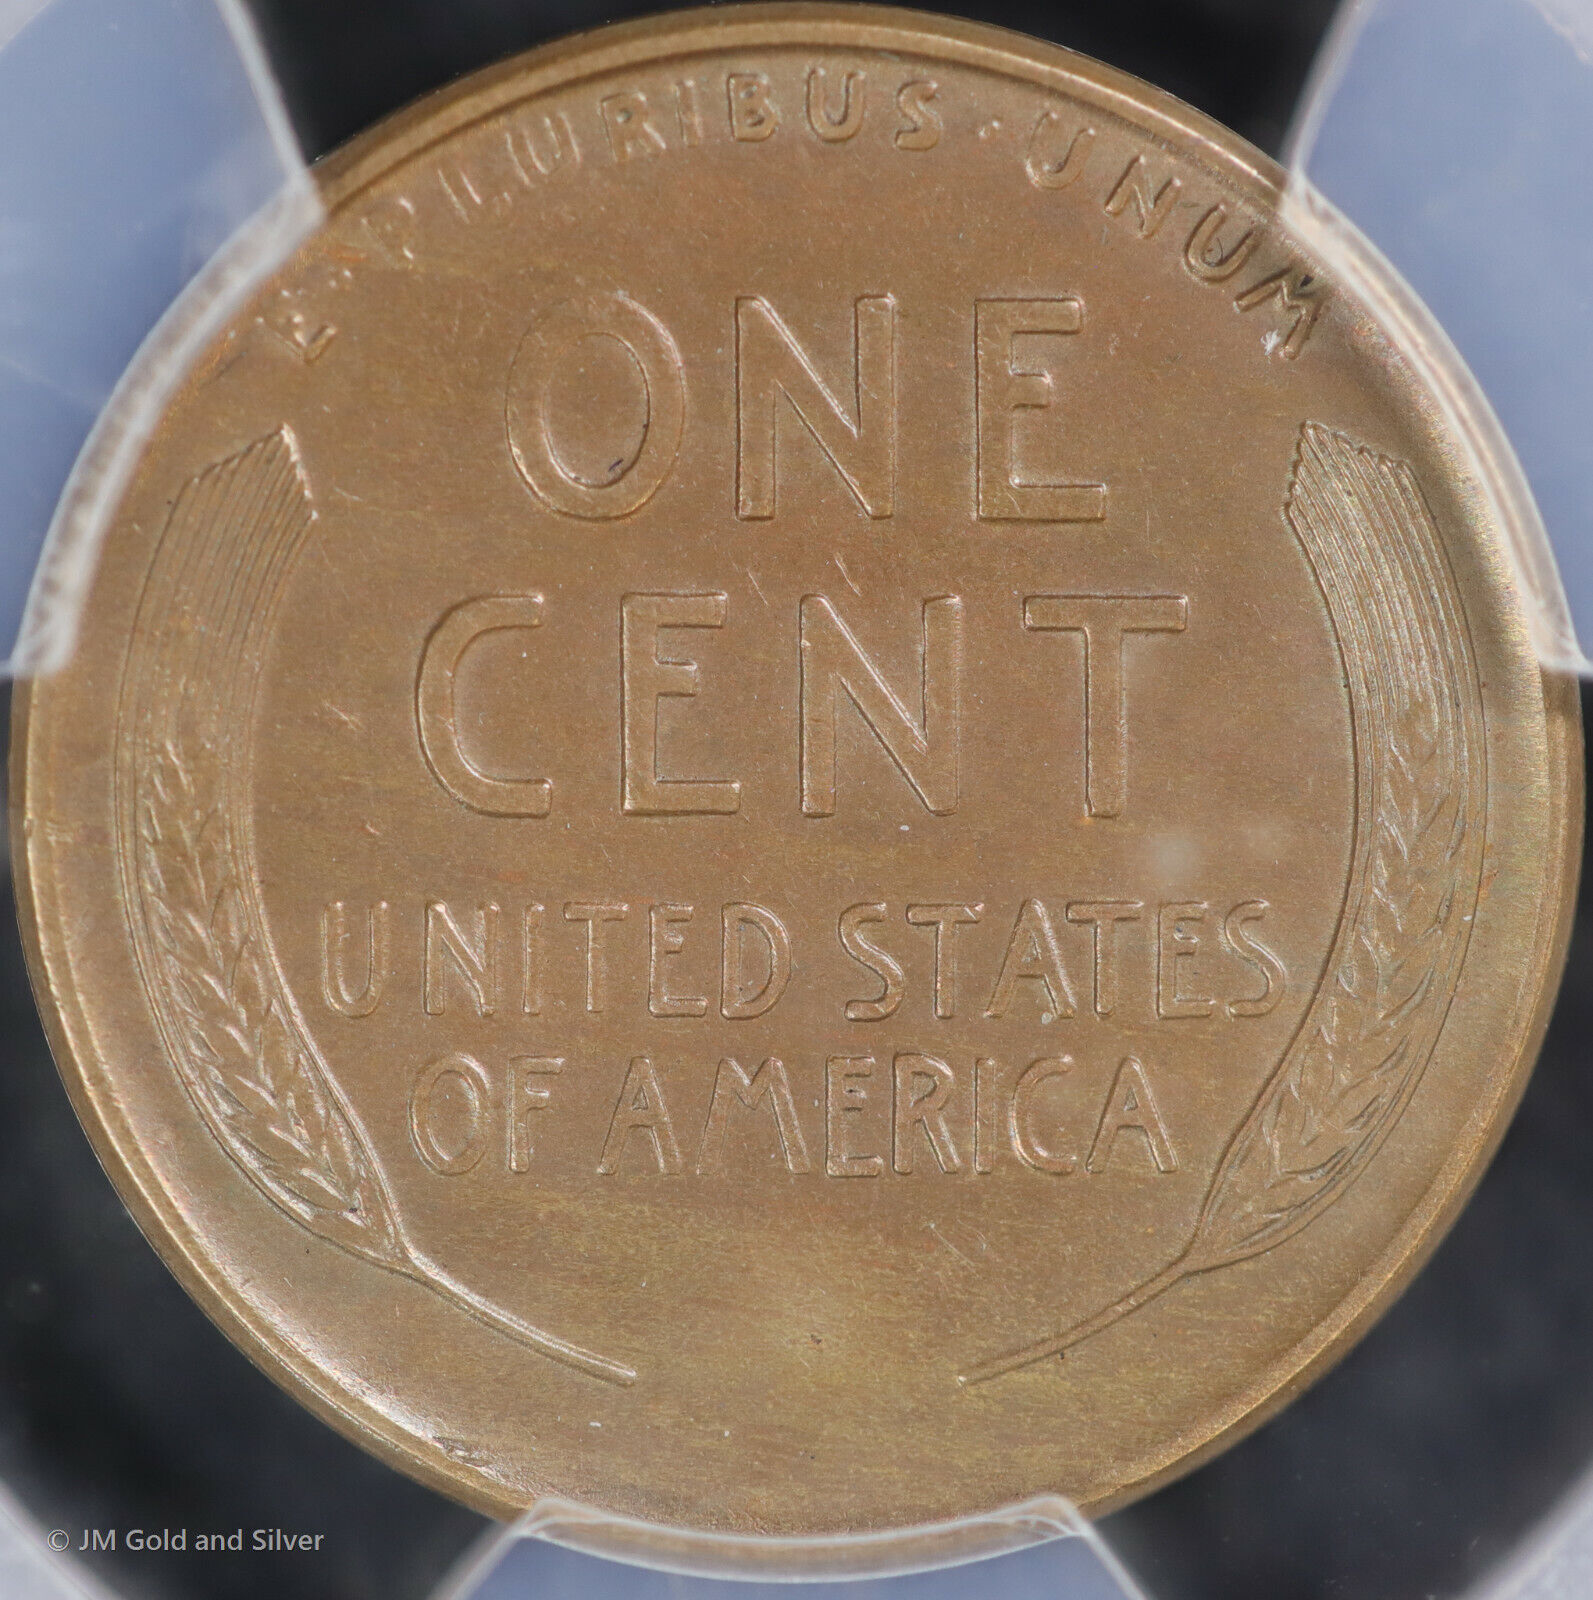 E · PLURIBUS · UNUM
ONE
CENT
UNITED STATES
OF AMERICA
© JM Gold and Silver